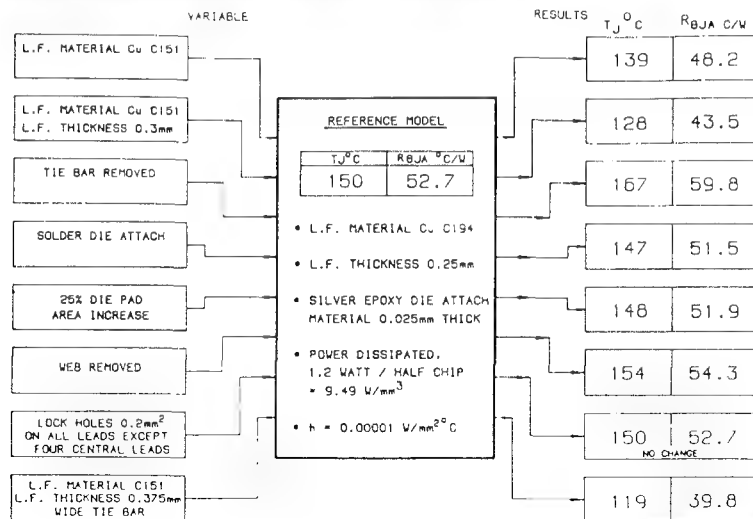 VARIABLE
RESULTS
TJ°C
RθJA C/W
L.F. MATERIAL Cu C151
139 48.2
L.F. MATERIAL Cu C151
L.F. THICKNESS 0.3mm
128 43.5
TIE BAR REMOVED
167 59.8
SOLDER DIE ATTACH
147 51.5
25% DIE PAD
AREA INCREASE
148 51.9
WEB REMOVED
154 54.3
LOCK HOLES 0.2mm²
ON ALL LEADS EXCEPT
FOUR CENTRAL LEADS
150 52.7
NO CHANGE
L.F. MATERIAL C151
L.F. THICKNESS 0.375mm
WIDE TIE BAR
119 39.8
REFERENCE MODEL
TJ°C RθJA °C/W
150 52.7
• L.F. MATERIAL Cu C194
• L.F. THICKNESS 0.25mm
• SILVER EPOXY DIE ATTACH
MATERIAL 0.025mm THICK
• POWER DISSIPATED.
1.2 WATT / HALF CHIP
= 9.49 W/mm³
• h = 0.00001 W/mm²°C